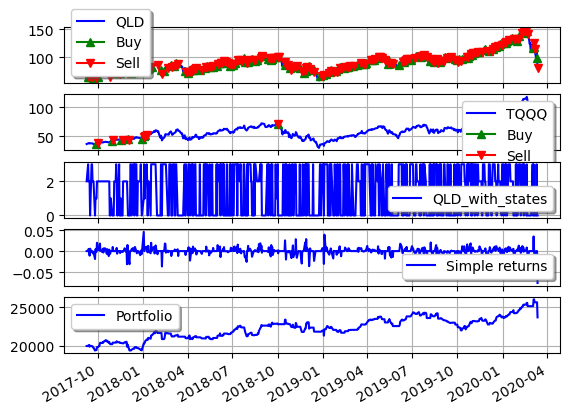 QLD
Buy
Sell
150
100
TQQQ
Buy
Sell
100
50
QLD_with_states
2
0
Simple returns
0.05
0.00
−0.05
Portfolio
25000
20000
2017-10
2018-01
2018-04
2018-07
2018-10
2019-01
2019-04
2019-07
2019-10
2020-01
2020-04